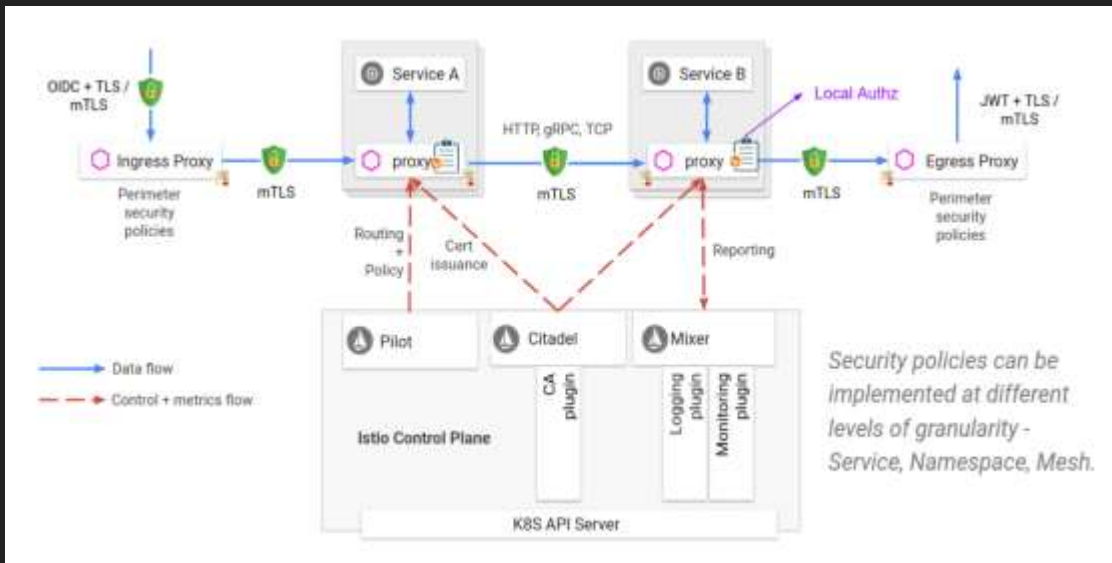 OIDC + TLS /
mTLS
Ingress Proxy
Perimeter
security
policies
mTLS
Service A
proxy
HTTP, gRPC, TCP
mTLS
Service B
proxy
Local Authz
mTLS
JWT + TLS /
mTLS
Egress Proxy
Perimeter
security
policies
Routing
+
Policy
Cert
issuance
Reporting
Pilot
Citadel
Mixer
CA
plugin
Logging
plugin
Monitoring
plugin
Istio Control Plane
K8S API Server
Data flow
Control + metrics flow
Security policies can be
implemented at different
levels of granularity -
Service, Namespace, Mesh.